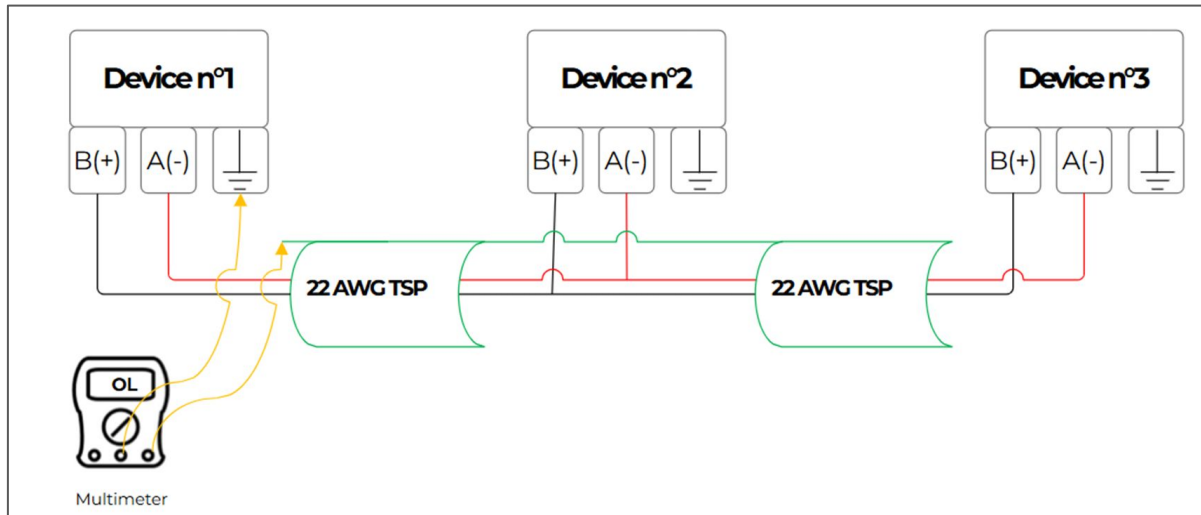 Device n°1
Device n°2
Device n°3
B(+) A(-)
B(+) A(-)
B(+) A(-)
22 AWG TSP
22 AWG TSP
OL
Multimeter